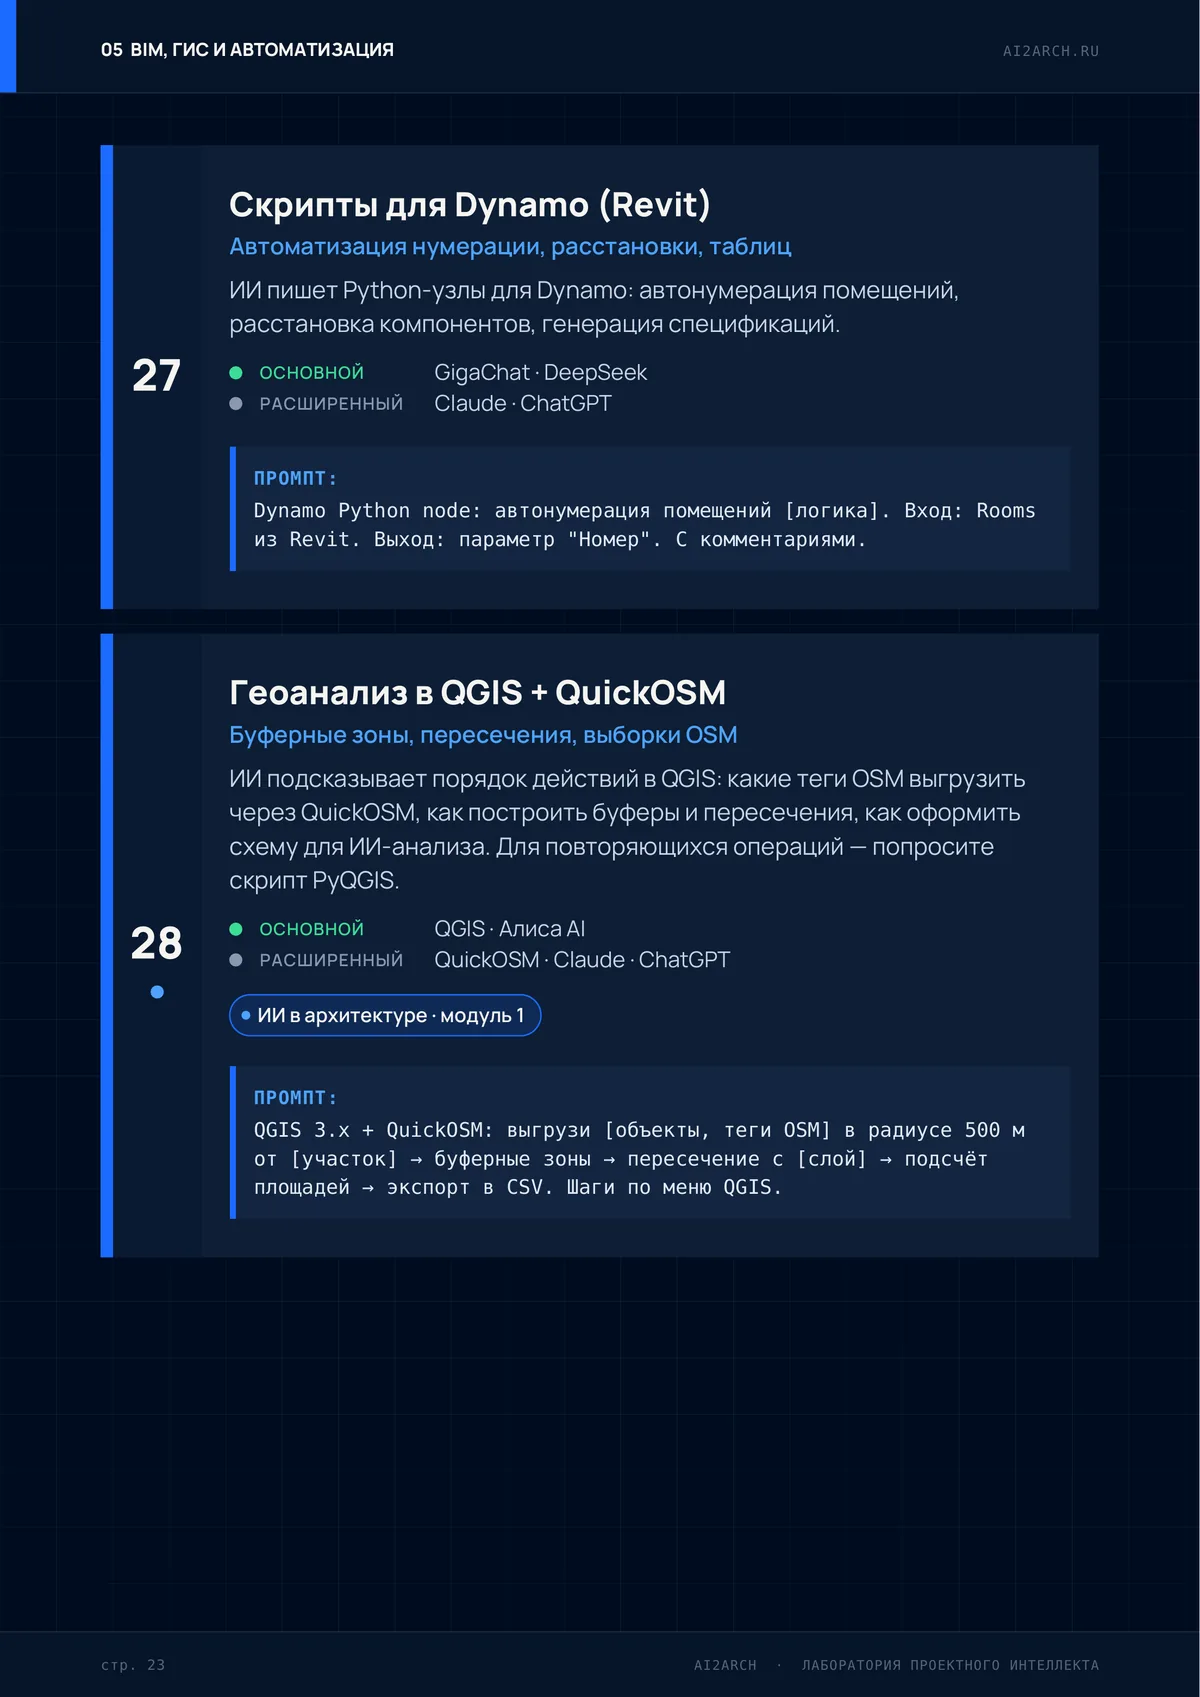 05 BIM, ГИС И АВТОМАТИЗАЦИЯ
AI2ARCH.RU
27
Скрипты для Dynamo (Revit)
Автоматизация нумерации, расстановки, таблиц
ИИ пишет Python-узлы для Dynamo: автонумерация помещений,
расстановка компонентов, генерация спецификаций.
ОСНОВНОЙ GigaChat · DeepSeek
РАСШИРЕННЫЙ Claude · ChatGPT
ПРОМПТ:
Dynamo Python node: автонумерация помещений [логика]. Вход: Rooms
из Revit. Выход: параметр "Номер". С комментариями.
28
Геоанализ в QGIS + QuickOSM
Буферные зоны, пересечения, выборки OSM
ИИ подсказывает порядок действий в QGIS: какие теги OSM выгрузить
через QuickOSM, как построить буферы и пересечения, как оформить
схему для ИИ-анализа. Для повторяющихся операций — попросите
скрипт PyQGIS.
ОСНОВНОЙ QGIS · Алиса AI
РАСШИРЕННЫЙ QuickOSM · Claude · ChatGPT
ИИ в архитектуре · модуль 1
ПРОМПТ:
QGIS 3.x + QuickOSM: выгрузи [объекты, теги OSM] в радиусе 500 м
от [участок] → буферные зоны → пересечение с [слой] → подсчёт
площадей → экспорт в CSV. Шаги по меню QGIS.
стр. 23
AI2ARCH · ЛАБОРАТОРИЯ ПРОЕКТНОГО ИНТЕЛЛЕКТА